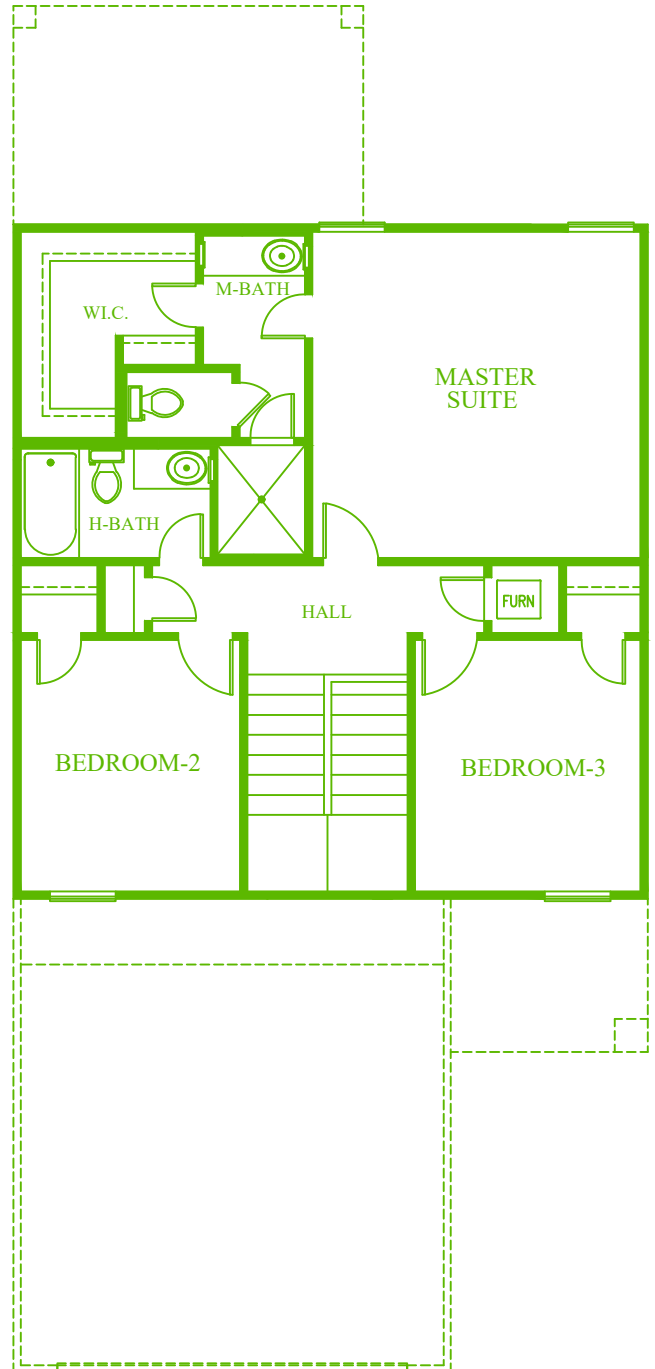 M-BATH
WI.C.
MASTER
SUITE
H-BATH
FURN
HALL
BEDROOM-2
BEDROOM-3